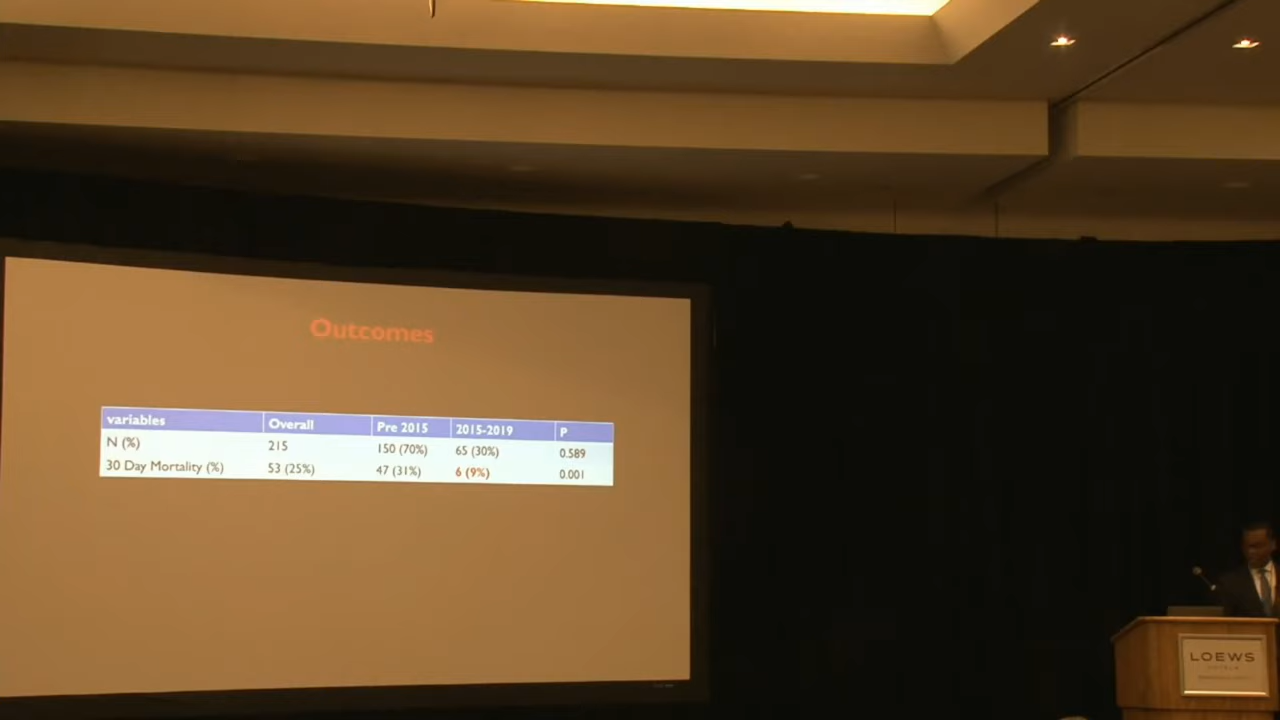 Outcomes
variables Overall Pre 2015 2015-2019 P
N (%) 215 150 (70%) 65 (30%) 0.589
30 Day Mortality (%) 53 (25%) 47 (31%) 6 (9%) 0.001
LOEWS
HOTELS